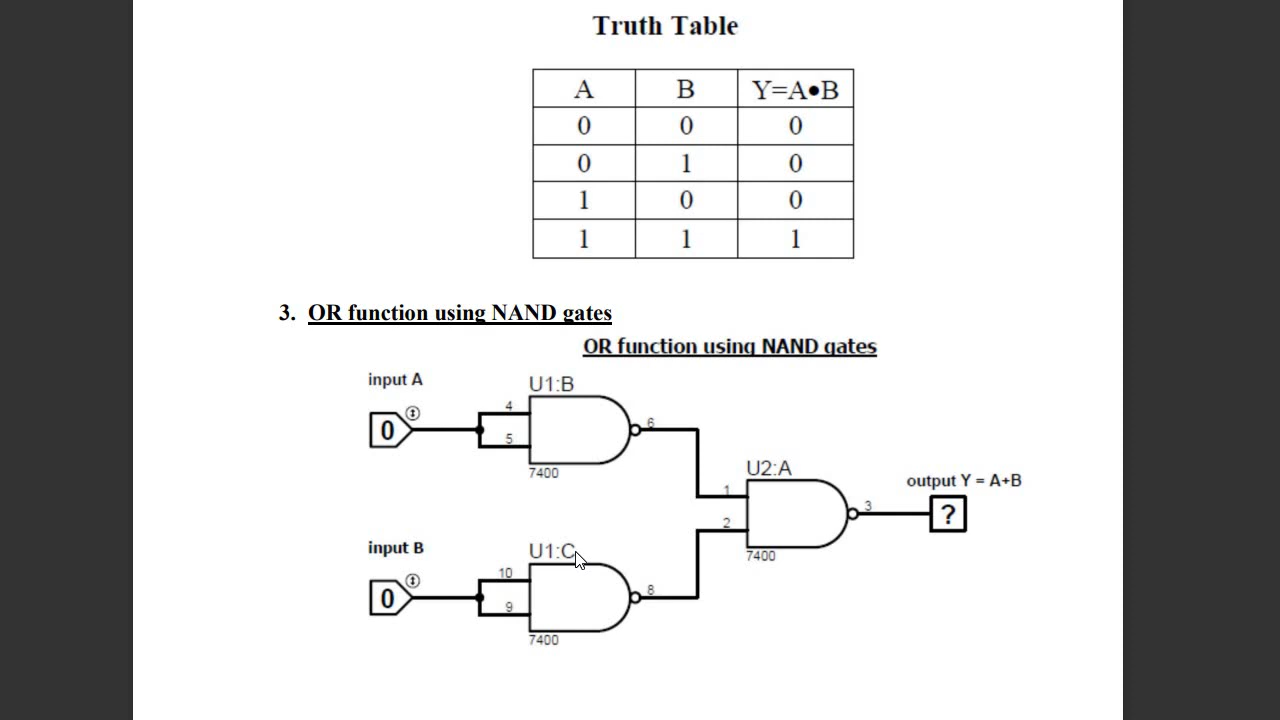 Truth Table
A B Y=A•B
0 0 0
0 1 0
1 0 0
1 1 1
3. OR function using NAND gates
OR function using NAND gates
input A
U1:B
0
4
5
6
7400
U2:A
1
2
3
7400
output Y = A+B
?
input B
U1:C
0
10
9
8
7400